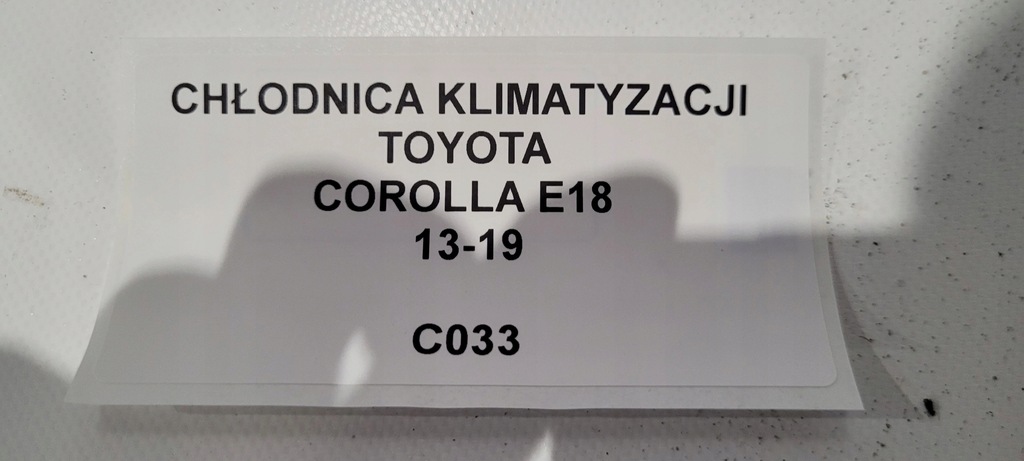 CHŁODNICA KLIMATYZACJI
TOYOTA
COROLLA E18
13-19
C033